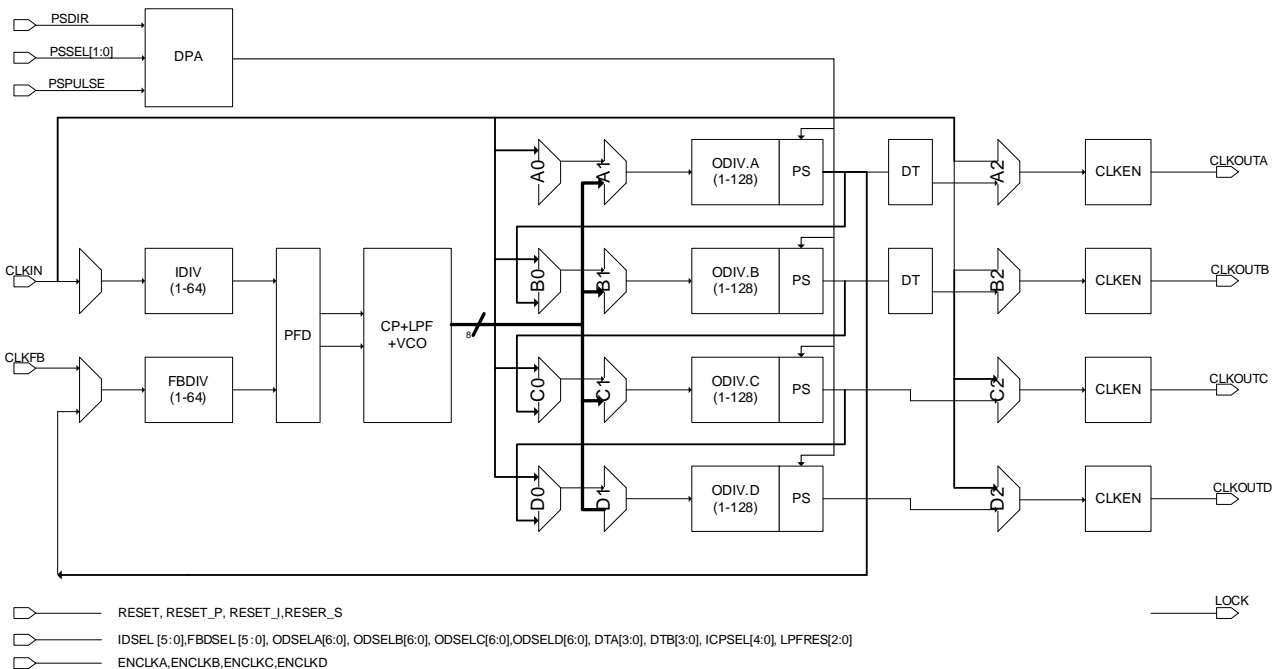 PSDIR
PSSEL[1:0]
PSPULSE
DPA
A0
A1
ODIV.A
(1-128)
PS
DT
A2
CLKEN
CLKOUTA
CLKIN
IDIV
(1-64)
B0
B1
ODIV.B
(1-128)
PS
DT
B2
CLKEN
CLKOUTB
PFD
CP+LPF
+VCO
8
CLKFB
FBDIV
(1-64)
C0
C1
ODIV.C
(1-128)
PS
C2
CLKEN
CLKOUTC
D0
D1
ODIV.D
(1-128)
PS
D2
CLKEN
CLKOUTD
RESET, RESET_P, RESET_I,RESER_S
LOCK
IDSEL [5:0],FBDSEL [5:0], ODSELA[6:0], ODSELB[6:0], ODSELC[6:0],ODSELD[6:0], DTA[3:0], DTB[3:0], ICPSEL[4:0], LPFRES[2:0]
ENCLKA,ENCLKB,ENCLKC,ENCLKD